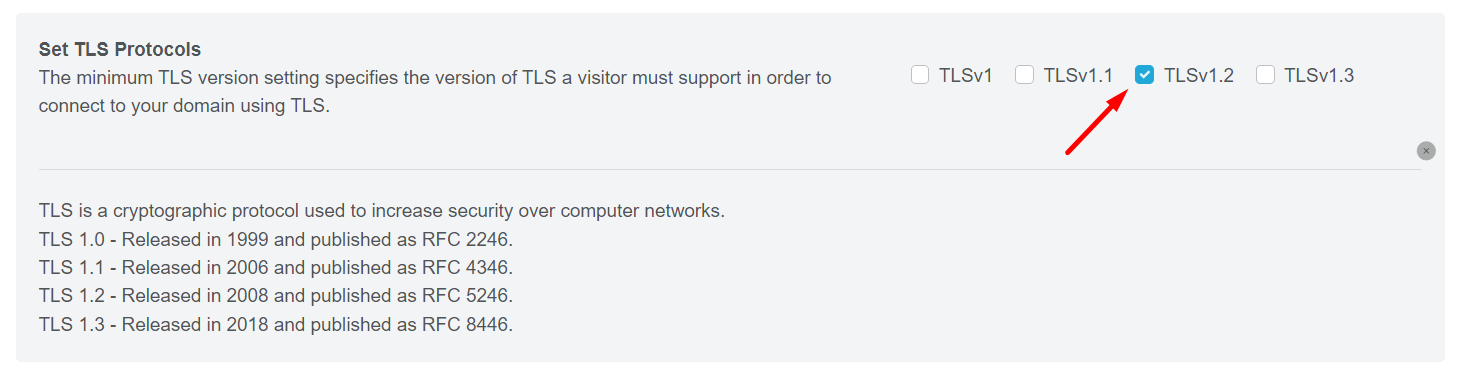 Set TLS Protocols
The minimum TLS version setting specifies the version of TLS a visitor must support in order to
connect to your domain using TLS.
TLSv1 TLSv1.1 TLSv1.2 TLSv1.3
TLS is a cryptographic protocol used to increase security over computer networks.
TLS 1.0 - Released in 1999 and published as RFC 2246.
TLS 1.1 - Released in 2006 and published as RFC 4346.
TLS 1.2 - Released in 2008 and published as RFC 5246.
TLS 1.3 - Released in 2018 and published as RFC 8446.